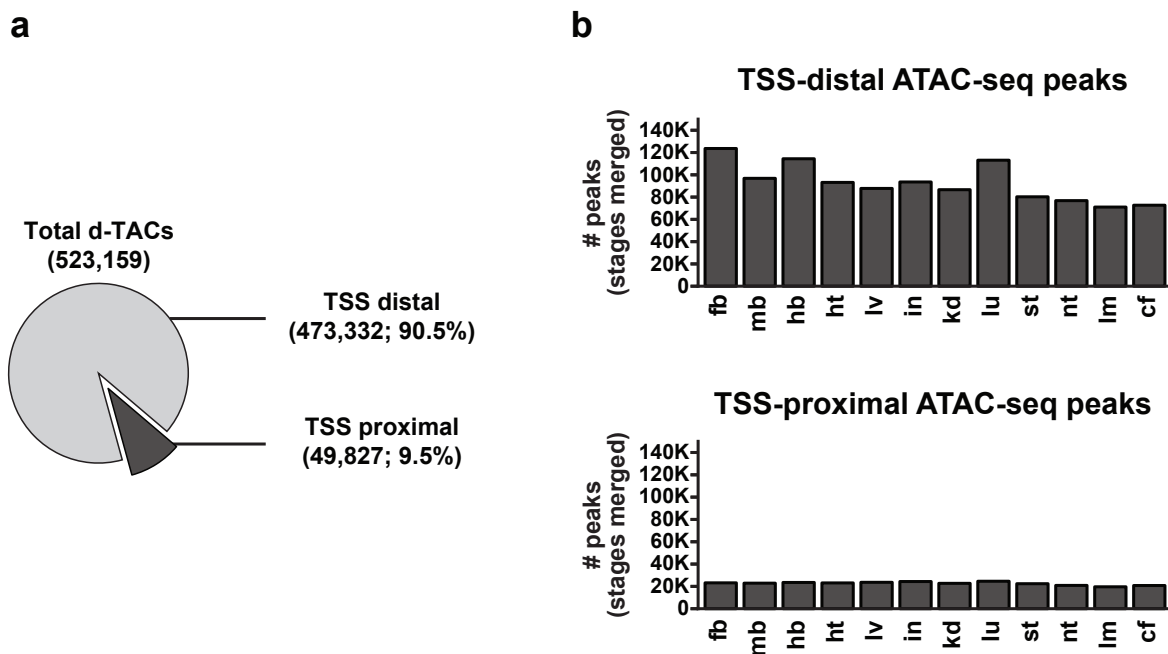 a
Total d-TACs
(523,159)
TSS distal
(473,332; 90.5%)
TSS proximal
(49,827; 9.5%)
b
TSS-distal ATAC-seq peaks
# peaks
(stages merged)
140K
120K
100K
80K
60K
40K
20K
0
fb
mb
hb
ht
lv
in
kd
lu
st
nt
lm
cf
TSS-proximal ATAC-seq peaks
# peaks
(stages merged)
140K
120K
100K
80K
60K
40K
20K
0
fb
mb
hb
ht
lv
in
kd
lu
st
nt
lm
cf